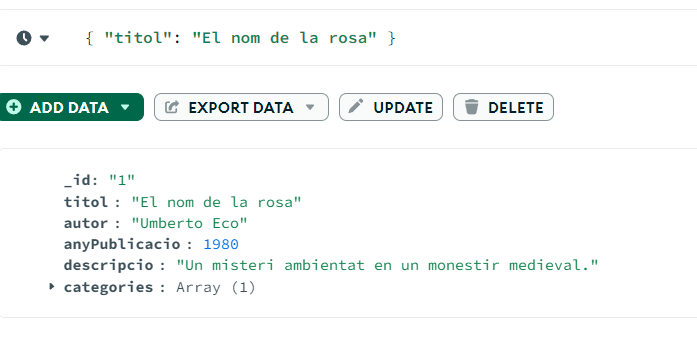 { "titol": "El nom de la rosa" }
ADD DATA EXPORT DATA UPDATE DELETE
_id: "1"
titol : "El nom de la rosa"
autor : "Umberto Eco"
anyPublicacio : 1980
descripcio : "Un misteri ambientat en un monestir medieval."
categories : Array (1)